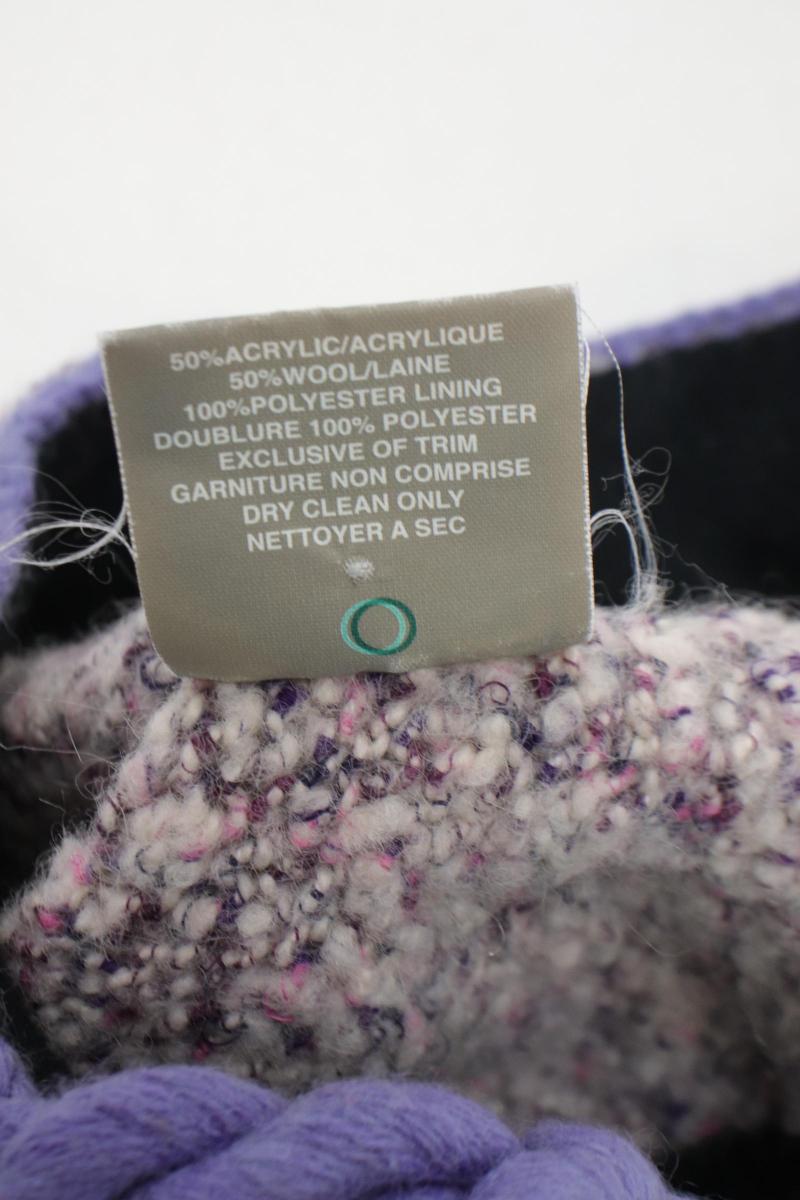 50%ACRYLIC/ACRYLIQUE
50%WOOL/LAINE
100%POLYESTER LINING
DOUBLURE 100% POLYESTER
EXCLUSIVE OF TRIM
GARNITURE NON COMPRISE
DRY CLEAN ONLY
NETTOYER A SEC